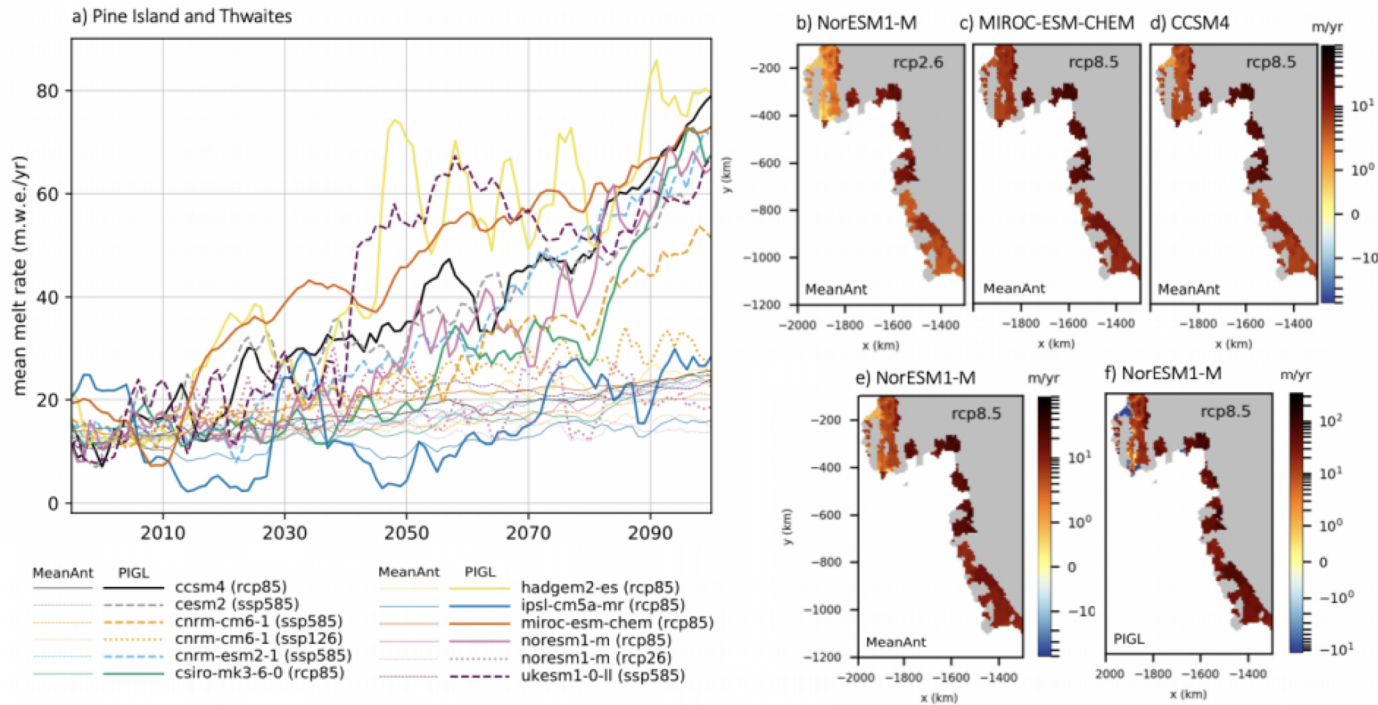 a) Pine Island and Thwaites
mean melt rate (m.w.e./yr)
80
60
40
20
0
2010
2030
2050
2070
2090
MeanAnt
PIGL
ccsm4 (rcp85)
cesm2 (ssp585)
cnrm-cm6-1 (ssp585)
cnrm-cm6-1 (ssp126)
cnrm-esm2-1 (ssp585)
csiro-mk3-6-0 (rcp85)
MeanAnt
PIGL
hadgem2-es (rcp85)
ipsl-cm5a-mr (rcp85)
miroc-esm-chem (rcp85)
noresm1-m (rcp85)
noresm1-m (rcp26)
ukesm1-0-ll (ssp585)
b) NorESM1-M
rcp2.6
MeanAnt
y (km)
−200
−400
−600
−800
−1000
−1200
−2000
−1800
−1600
−1400
x (km)
c) MIROC-ESM-CHEM
rcp8.5
MeanAnt
−1800
−1600
−1400
x (km)
d) CCSM4
rcp8.5
MeanAnt
−1800
−1600
−1400
x (km)
m/yr
10¹
10⁰
0
−10
e) NorESM1-M
rcp8.5
MeanAnt
y (km)
−200
−400
−600
−800
−1000
−1200
−2000
−1800
−1600
−1400
x (km)
m/yr
10¹
10⁰
0
−10
f) NorESM1-M
rcp8.5
PIGL
−2000
−1800
−1600
−1400
x (km)
m/yr
10²
10¹
10⁰
0
−10⁰
−10¹